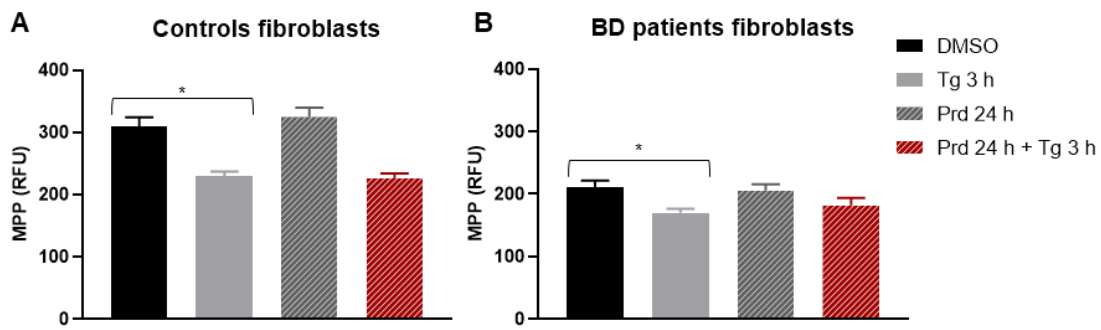 A
Controls fibroblasts
MPP (RFU)
400
300
200
100
0
*
B
BD patients fibroblasts
MPP (RFU)
400
300
200
100
0
*
DMSO
Tg 3 h
Prd 24 h
Prd 24 h + Tg 3 h